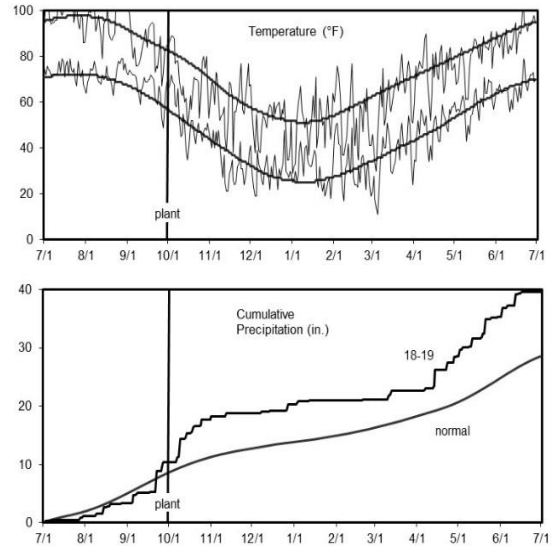 100
Temperature (°F)
80
60
40
20
plant
0
7/1 8/1 9/1 10/1 11/1 12/1 1/1 2/1 3/1 4/1 5/1 6/1 7/1
40
Cumulative
Precipitation (in.)
30
18-19
20
normal
10
plant
0
7/1 8/1 9/1 10/1 11/1 12/1 1/1 2/1 3/1 4/1 5/1 6/1 7/1